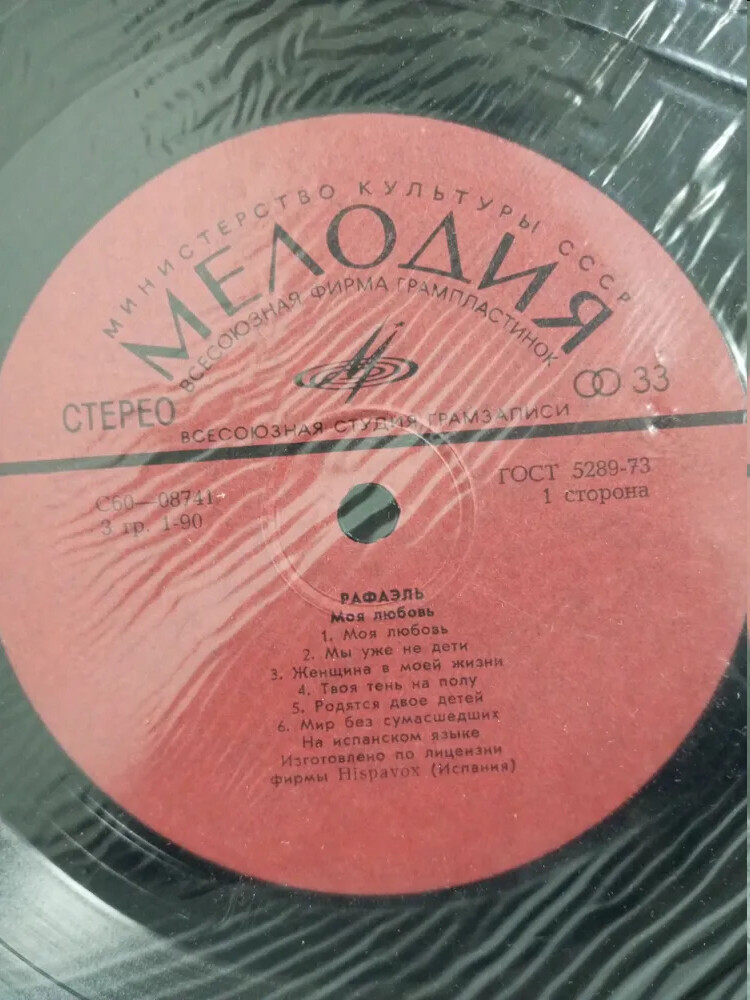 МИНИСТЕРСТВО КУЛЬТУРЫ СССР
МЕЛОДИЯ
ВСЕСОЮЗНАЯ ФИРМА ГРАМПЛАСТИНОК
СТЕРЕО
33
ВСЕСОЮЗНАЯ СТУДИЯ ГРАМЗАПИСИ
С60—08741
ГОСТ 5289-73
3 гр. 1-90
1 сторона
РАФАЭЛЬ
Моя любовь
1. Моя любовь
2. Мы уже не дети
3. Женщина в моей жизни
4. Твоя тень на полу
5. Родятся двое детей
6. Мир без сумасшедших
На испанском языке
Изготовлено по лицензии
фирмы Hispavox (Испания)